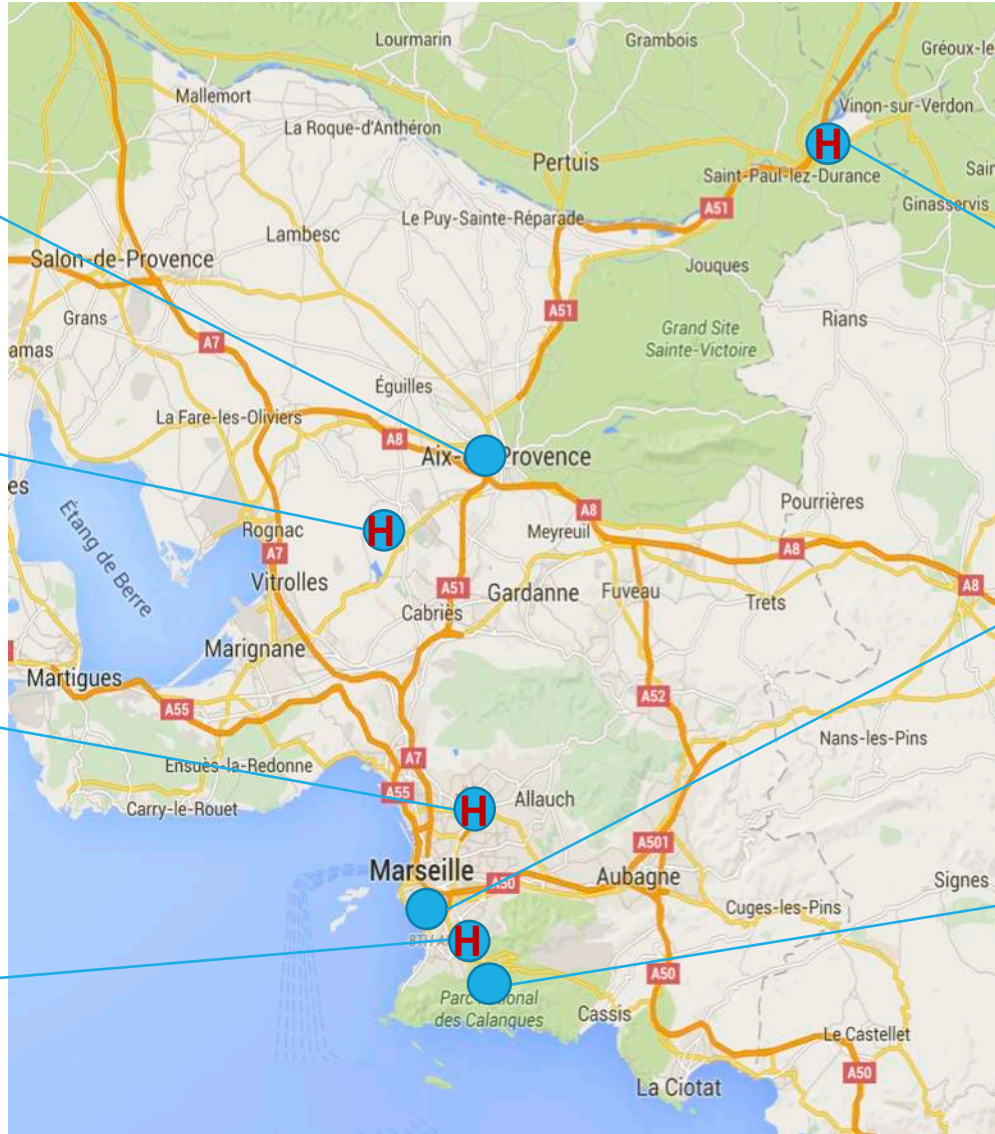 Lourmarin
Grambois
Gréoux-le
Mallemort
Vinon-sur-Verdon
La Roque-d'Anthéron
H
Pertuis
Saint-Paul-lez-Durance
Ginasservis
A51
Le Puy-Sainte-Réparade
Lambesc
Salon-de-Provence
Jouques
A51
Grans
Grand Site
Sainte-Victoire
Rians
A7
amas
Éguilles
La Fare-les-Oliviers
A8
Aix-
Provence
es
Pourrières
A8
Étang de Berre
Rognac
H
Meyreuil
A8
A7
Vitrolles
A51
Gardanne
Fuveau
A8
Trets
Cabriès
Marignane
Martigues
A52
A55
Nans-les-Pins
A7
Ensuès-la-Redonne
A55
Allauch
Carry-le-Rouet
H
A501
Marseille
A50
Aubagne
Signes
Cuges-les-Pins
H
A50
Parc
des Calanques
Cassis
Le Castellet
A50
La Ciotat